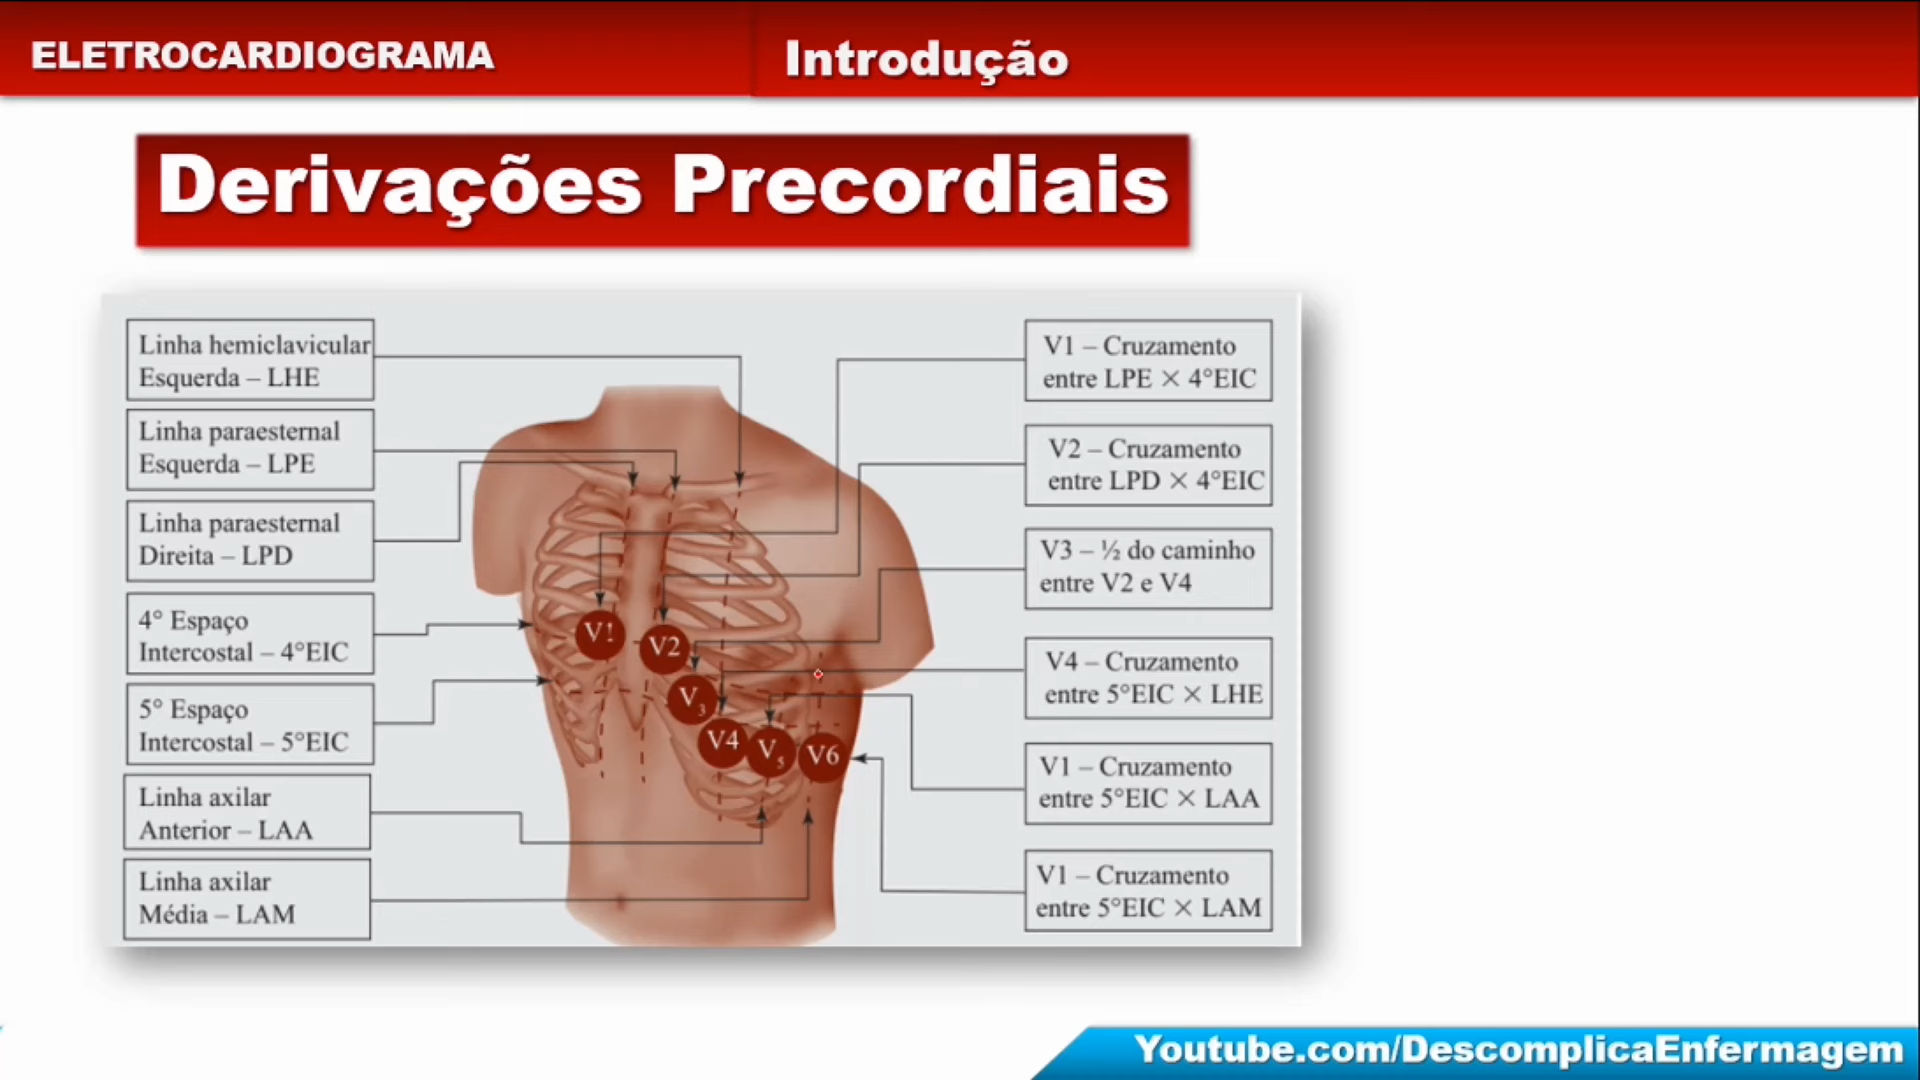 ELETROCARDIOGRAMA
Introdução
Derivações Precordiais
Linha hemiclavicular
Esquerda – LHE
Linha paraesternal
Esquerda – LPE
Linha paraesternal
Direita – LPD
4° Espaço
Intercostal – 4°EIC
5° Espaço
Intercostal – 5°EIC
Linha axilar
Anterior – LAA
Linha axilar
Média – LAM
V!
V2
V3
V4
V5
V6
V1 – Cruzamento
entre LPE × 4°EIC
V2 – Cruzamento
entre LPD × 4°EIC
V3 – ½ do caminho
entre V2 e V4
V4 – Cruzamento
entre 5°EIC × LHE
V1 – Cruzamento
entre 5°EIC × LAA
V1 – Cruzamento
entre 5°EIC × LAM
Youtube.com/DescomplicaEnfermagem